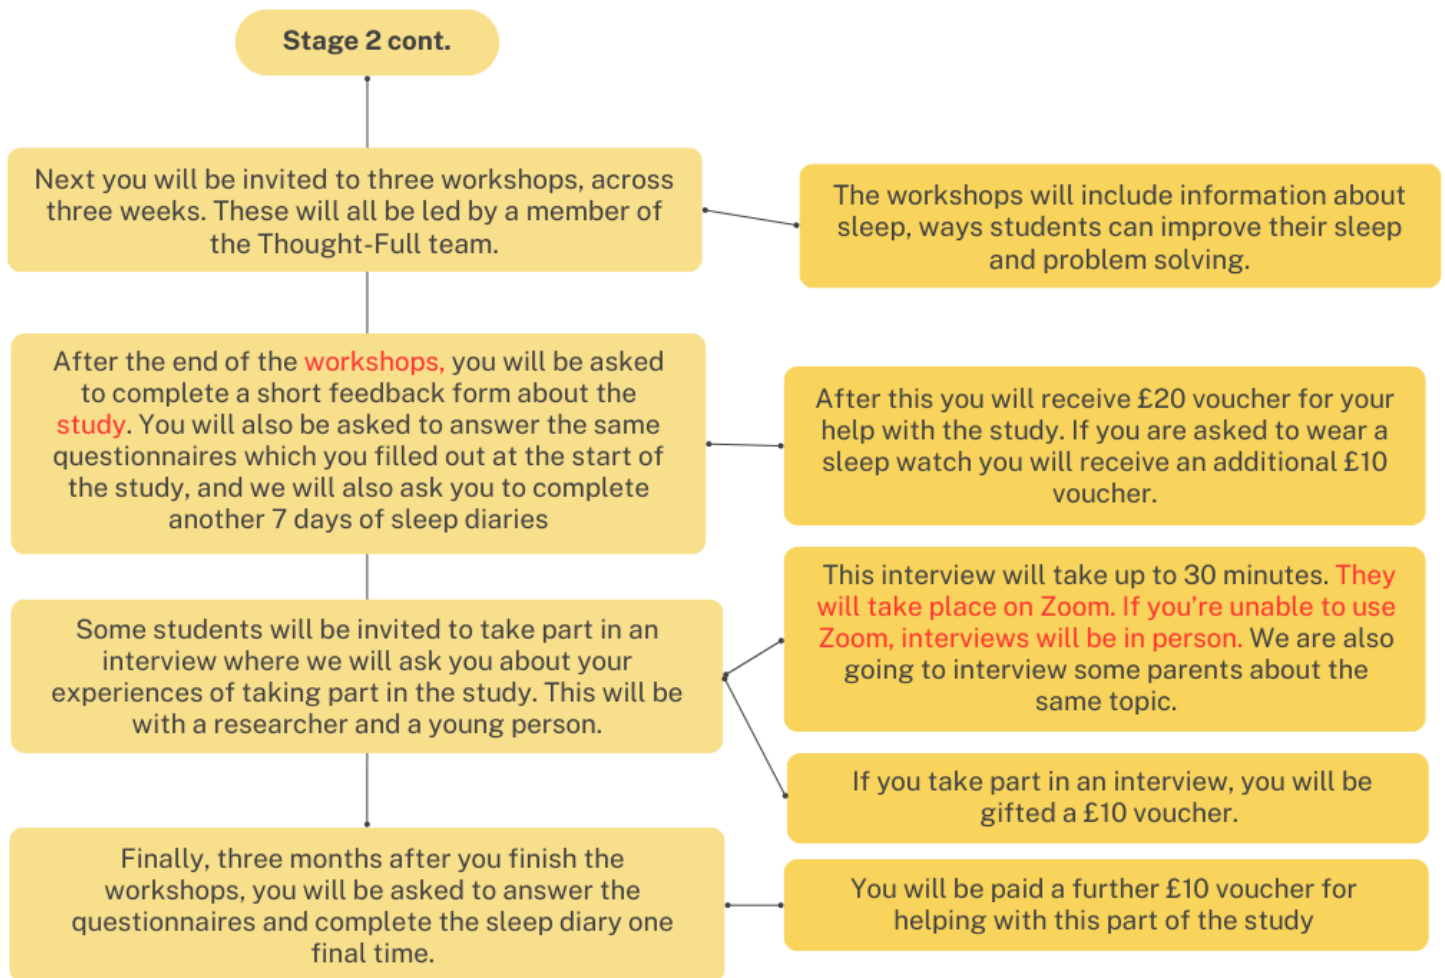 Stage 2 cont.
Next you will be invited to three workshops, across
three weeks. These will all be led by a member of
the Thought-Full team.
The workshops will include information about
sleep, ways students can improve their sleep
and problem solving.
After the end of the workshops, you will be asked
to complete a short feedback form about the
study. You will also be asked to answer the same
questionnaires which you filled out at the start of
the study, and we will also ask you to complete
another 7 days of sleep diaries
After this you will receive £20 voucher for your
help with the study. If you are asked to wear a
sleep watch you will receive an additional £10
voucher.
Some students will be invited to take part in an
interview where we will ask you about your
experiences of taking part in the study. This will be
with a researcher and a young person.
This interview will take up to 30 minutes. They
will take place on Zoom. If you’re unable to use
Zoom, interviews will be in person. We are also
going to interview some parents about the
same topic.
If you take part in an interview, you will be
gifted a £10 voucher.
Finally, three months after you finish the
workshops, you will be asked to answer the
questionnaires and complete the sleep diary one
final time.
You will be paid a further £10 voucher for
helping with this part of the study